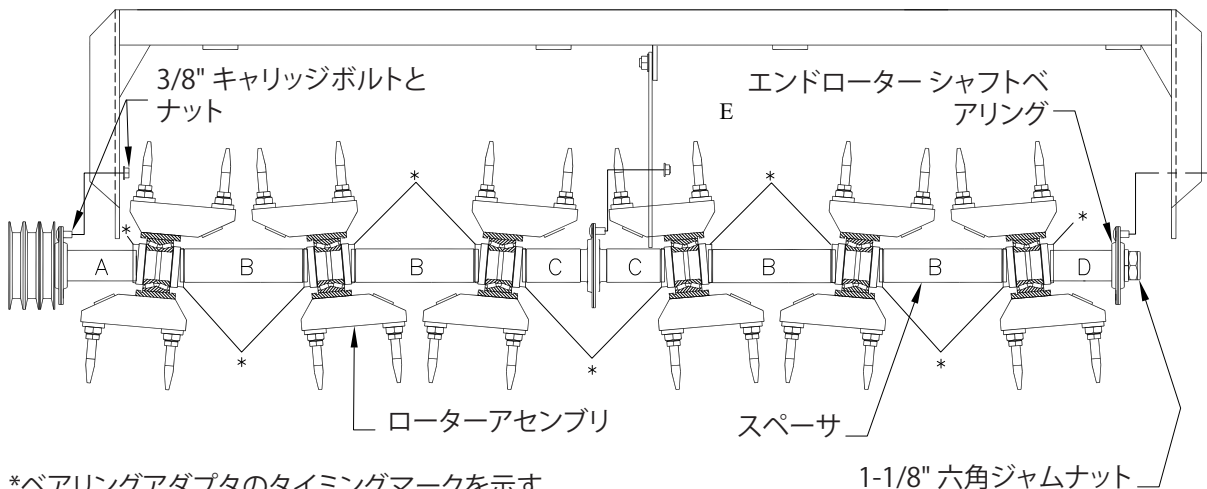 3/8" キャリッジボルトと
ナット
エンドローター シャフトベ
アリング
E
*
*
*
*
A
B
B
C
C
B
B
D
*
*
*
ローターアセンブリ
スペーサ
1-1/8" 六角ジャムナット
*ベアリングアダプタのタイミングマークを示す